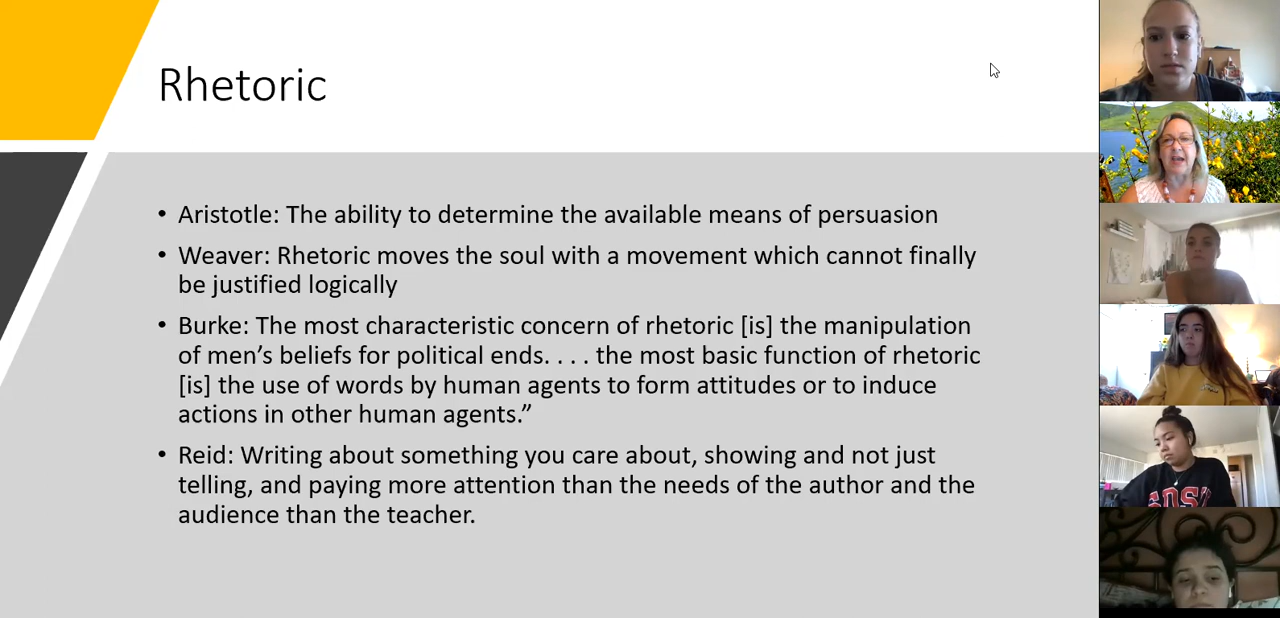 Rhetoric
• Aristotle: The ability to determine the available means of persuasion
• Weaver: Rhetoric moves the soul with a movement which cannot finally
be justified logically
• Burke: The most characteristic concern of rhetoric [is] the manipulation
of men’s beliefs for political ends. . . . the most basic function of rhetoric
[is] the use of words by human agents to form attitudes or to induce
actions in other human agents.”
• Reid: Writing about something you care about, showing and not just
telling, and paying more attention than the needs of the author and the
audience than the teacher.